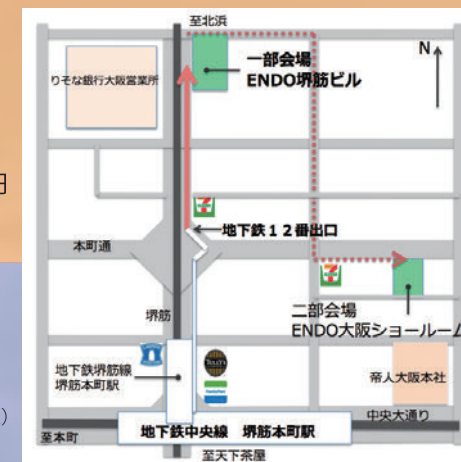 至北浜
りそな銀行大阪営業所
一部会場
ENDO堺筋ビル
N
円
地下鉄12番出口
本町通
堺筋
二部会場
ENDO大阪ショールーム
地下鉄堺筋線
堺筋本町駅
TULLY'S
FamilyMart
帝人大阪本社
)
中央大通り
至本町
地下鉄中央線 堺筋本町駅
至天下茶屋